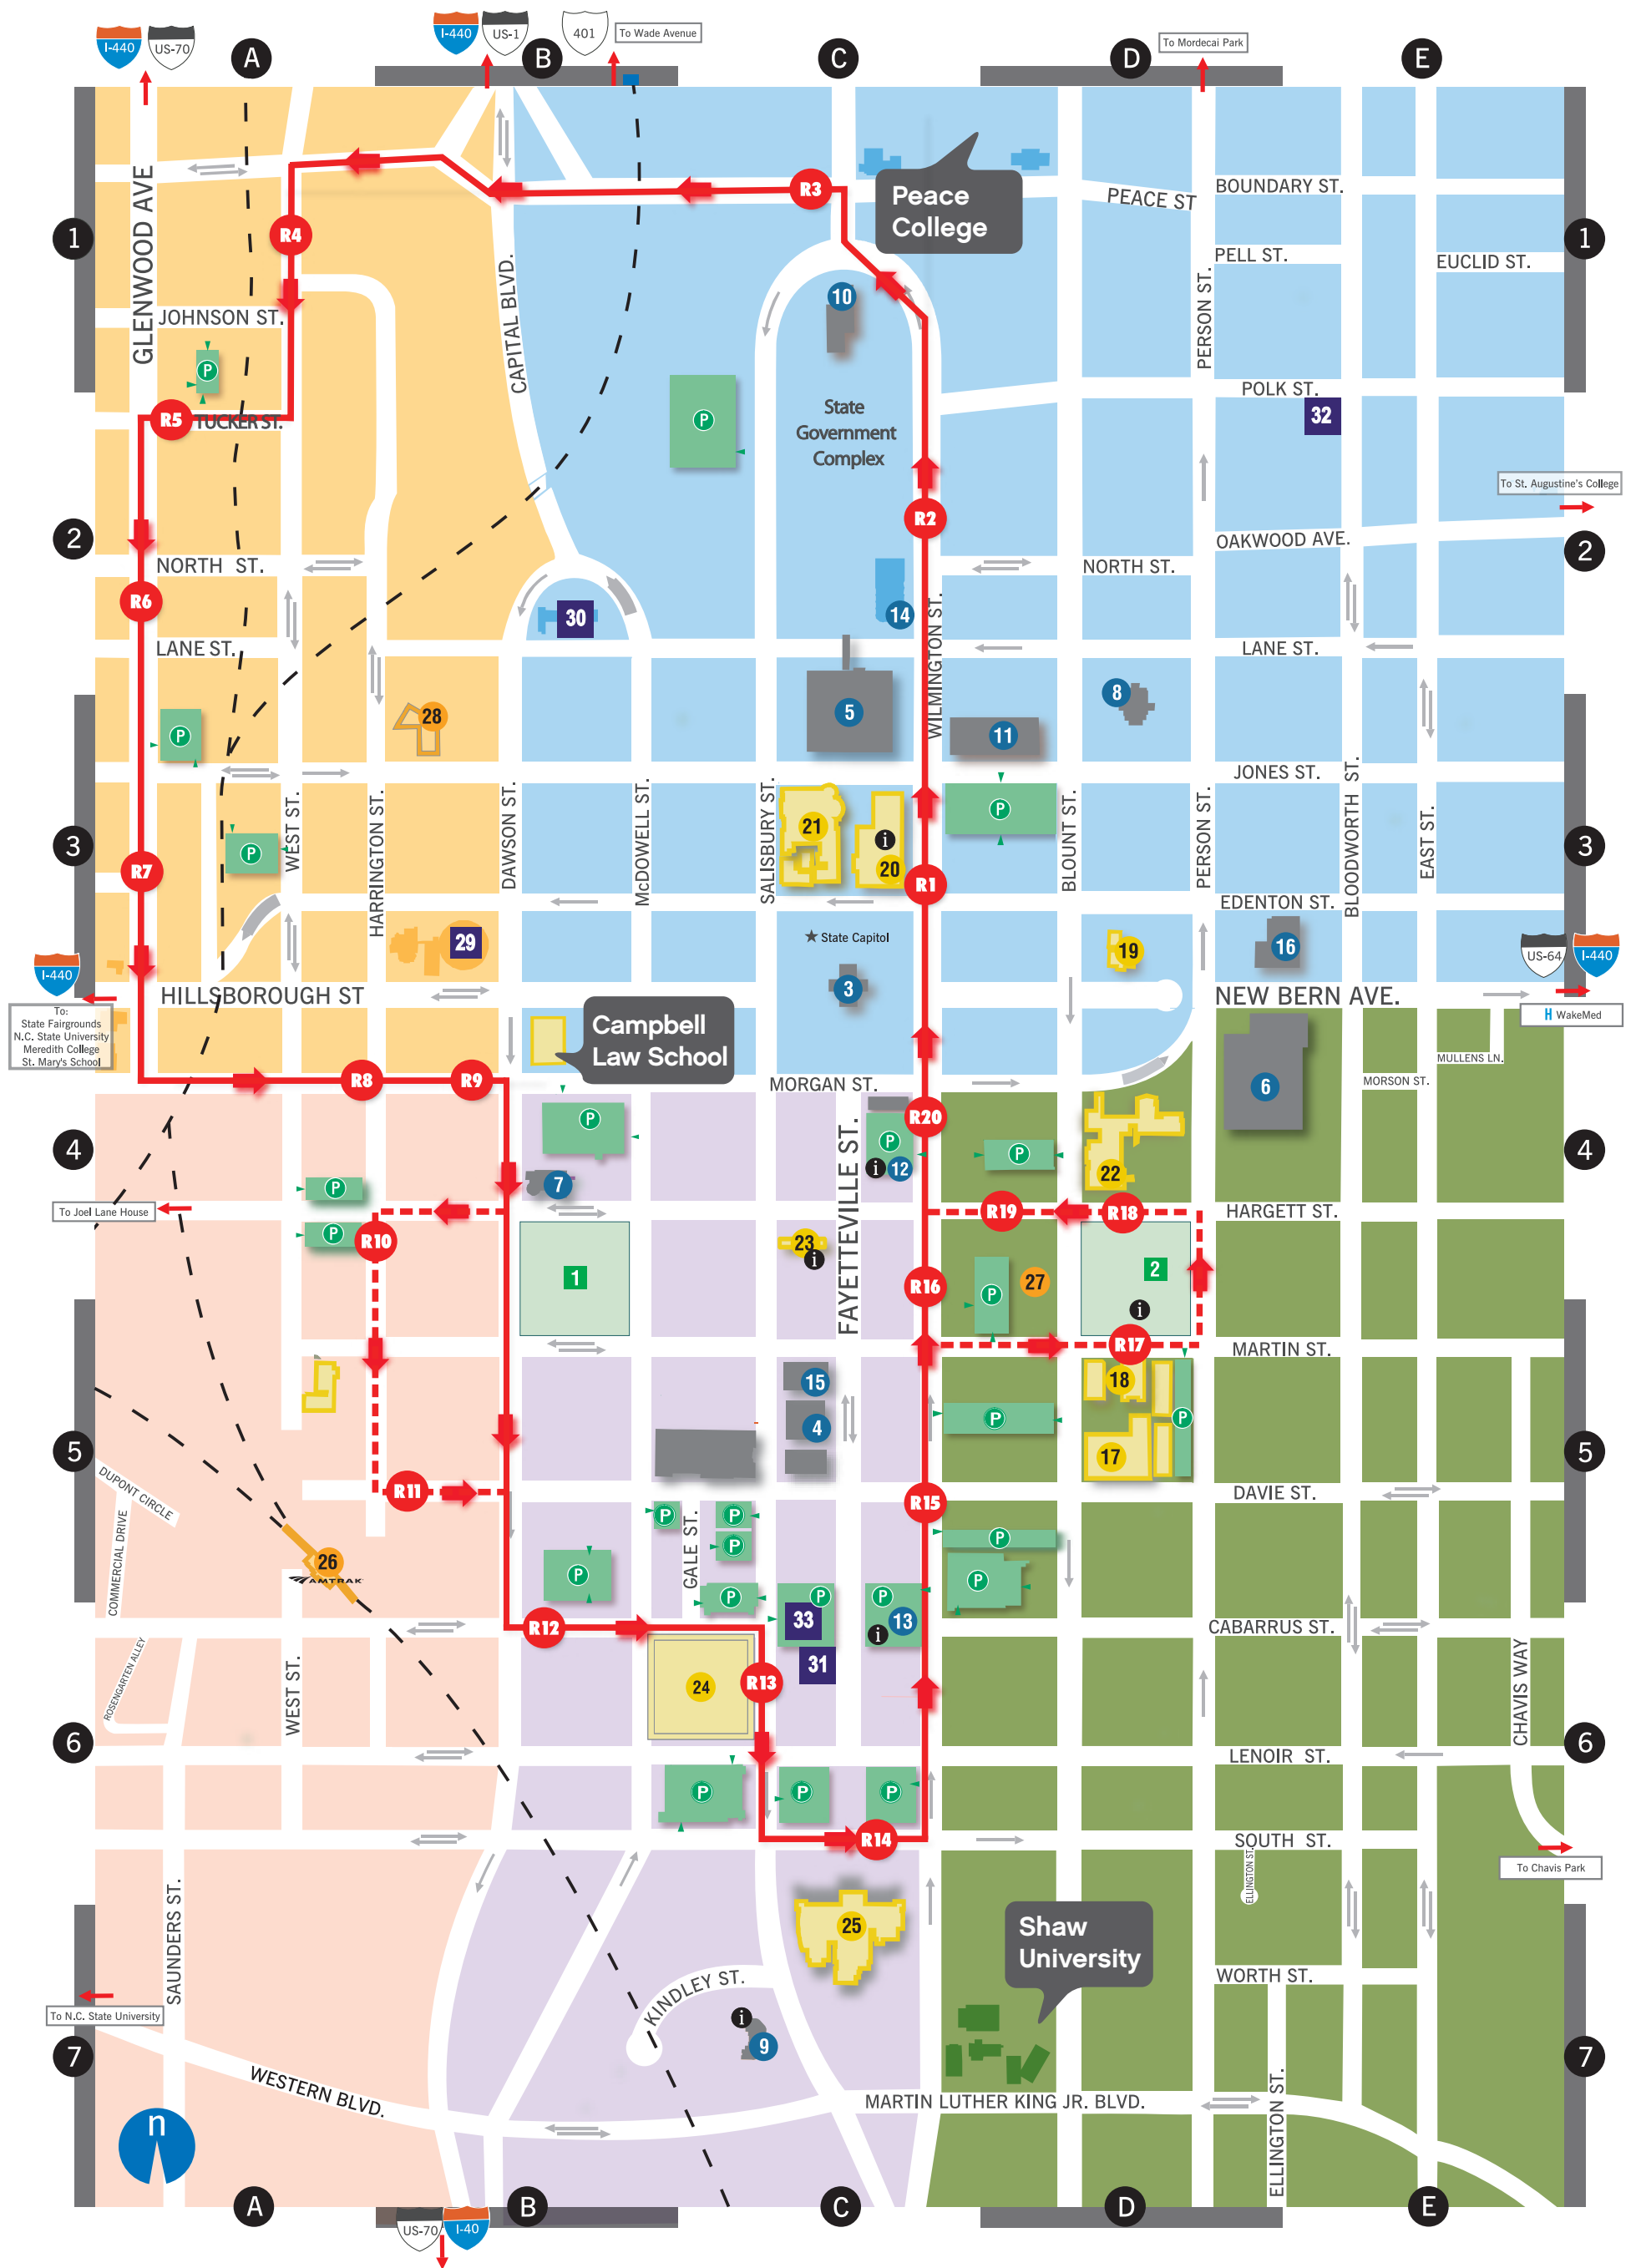 I-440
US-70
I-440
US-1
401
To Wade Avenue
To Mordecai Park
A
B
C
D
E
Peace
College
BOUNDARY ST.
PEACE ST
R3
R4
1
1
GLENWOOD AVE
CAPITAL BLVD.
PELL ST.
EUCLID ST.
PERSON ST.
10
JOHNSON ST.
P
R5
TUCKER ST.
P
State
Government
Complex
POLK ST.
32
To St. Augustine's College
R2
2
2
OAKWOOD AVE.
NORTH ST.
NORTH ST.
R6
30
14
WILMINGTON ST.
LANE ST.
LANE ST.
28
5
8
11
P
JONES ST.
WEST ST.
HARRINGTON ST.
DAWSON ST.
McDOWELL ST.
SALISBURY ST.
BLOUNT ST.
PERSON ST.
BLOODWORTH ST.
EAST ST.
P
21
i
20
P
3
3
R7
R1
EDENTON ST.
29
State Capitol
19
16
I-440
US-64
I-440
3
HILLSBOROUGH ST
NEW BERN AVE.
To:
State Fairgrounds
N.C. State University
Meredith College
St. Mary's School
H WakeMed
Campbell
Law School
MULLENS LN.
R8
R9
MORGAN ST.
6
MORSON ST.
P
R20
4
4
P
i
12
P
22
FAYETTEVILLE ST.
7
P
To Joel Lane House
HARGETT ST.
R19
R18
P
R10
23
i
1
2
27
P
R16
i
R17
MARTIN ST.
15
18
4
P
P
5
5
17
DUPONT CIRCLE
COMMERCIAL DRIVE
R11
R15
DAVIE ST.
P
P
P
P
GALE ST.
26
AMTRAK
P
P
P
P
P
33
13
i
CABARRUS ST.
R12
31
ROSENGARTEN ALLEY
WEST ST.
24
R13
CHAVIS WAY
6
6
LENOIR ST.
P
P
P
R14
SOUTH ST.
ELLINGTON ST.
To Chavis Park
25
Shaw
University
SAUNDERS ST.
To N.C. State University
KINDLEY ST.
WORTH ST.
i
9
7
7
WESTERN BLVD.
MARTIN LUTHER KING JR. BLVD.
ELLINGTON ST.
n
A
B
C
D
E
US-70
I-40